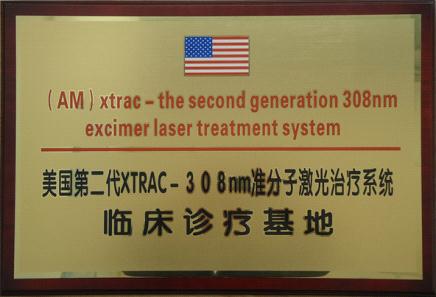 (AM) xtrac – the second generation 308nm
excimer laser treatment system
美国第二代XTRAC－３０８nm准分子激光治疗系统
临床诊疗基地